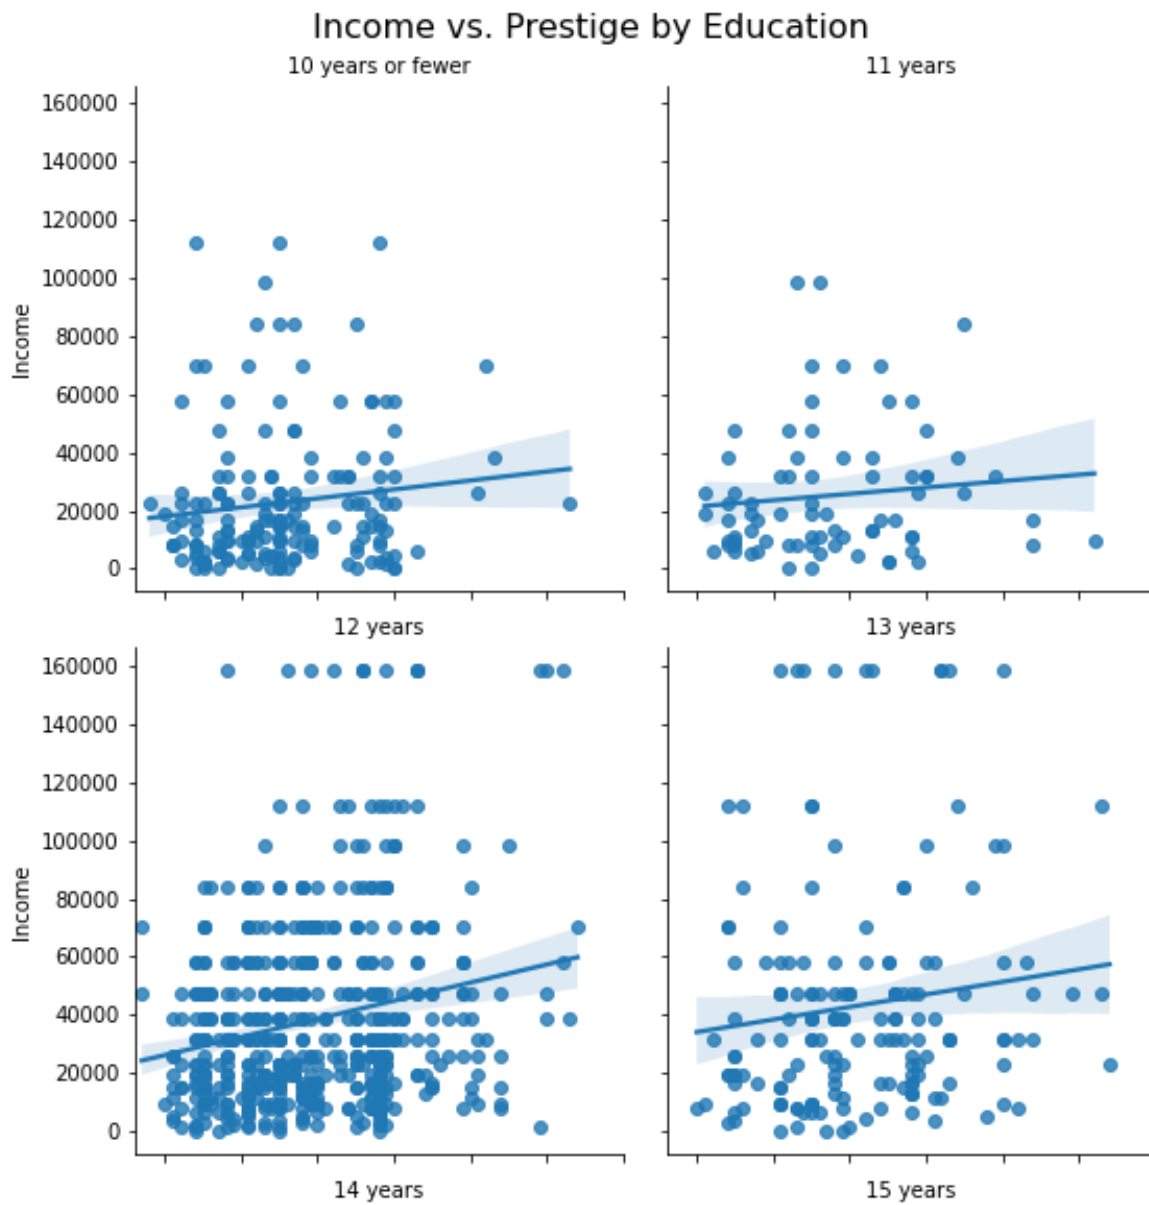 Income vs. Prestige by Education
10 years or fewer
11 years
160000
140000
120000
100000
80000
60000
40000
20000
0
Income
12 years
13 years
160000
140000
120000
100000
80000
60000
40000
20000
0
Income
14 years
15 years